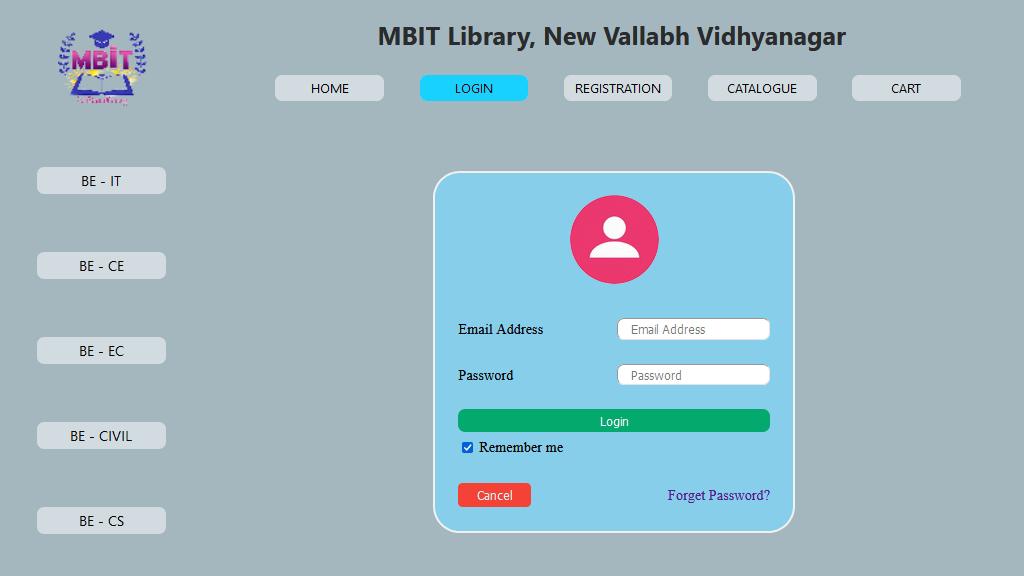 MBIT
MBIT Library, New Vallabh Vidhyanagar
HOME
LOGIN
REGISTRATION
CATALOGUE
CART
BE - IT
BE - CE
BE - EC
BE - CIVIL
BE - CS
Email Address
Email Address
Password
Password
Login
Remember me
Cancel
Forget Password?